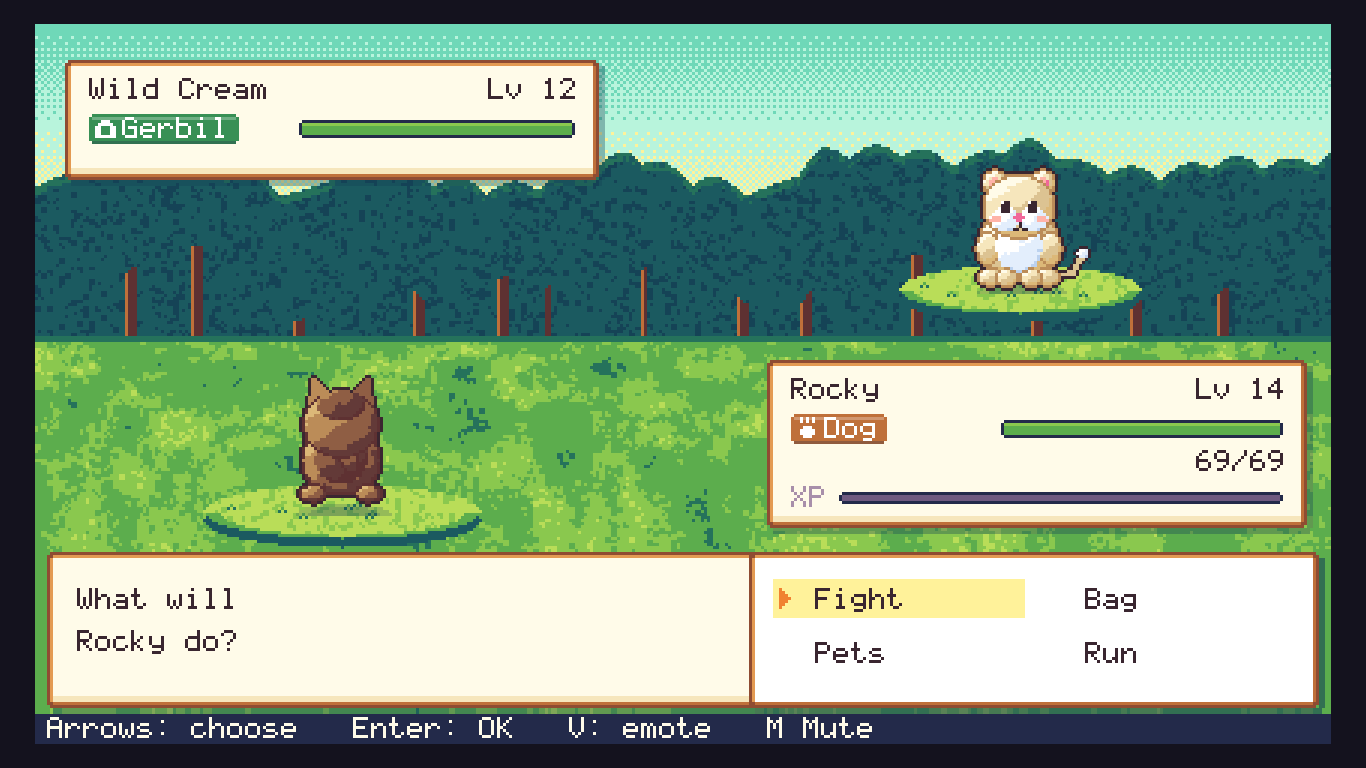 Wild Cream Lv 12
Gerbil
Rocky Lv 14
Dog
69/69
XP
What will
Rocky do?
Fight Bag
Pets Run
Arrows: choose Enter: OK V: emote M Mute